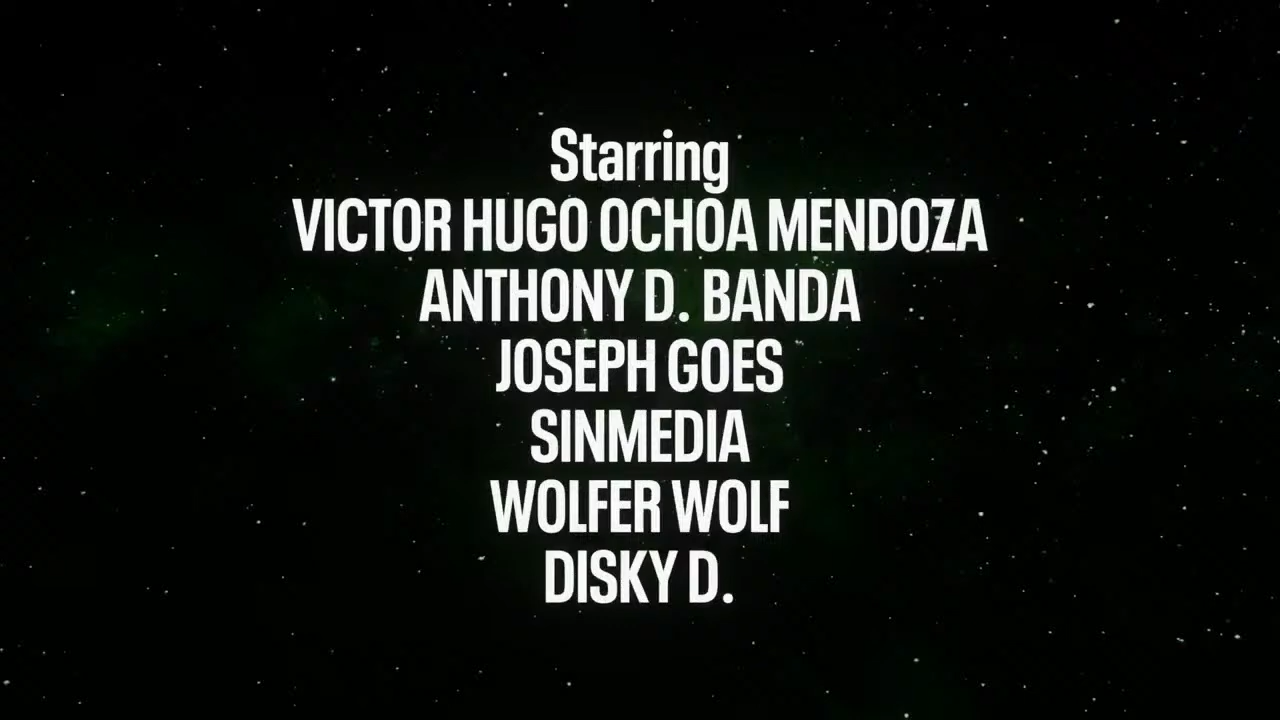 Starring
VICTOR HUGO OCHOA MENDOZA
ANTHONY D. BANDA
JOSEPH GOES
SINMEDIA
WOLFER WOLF
DISKY D.